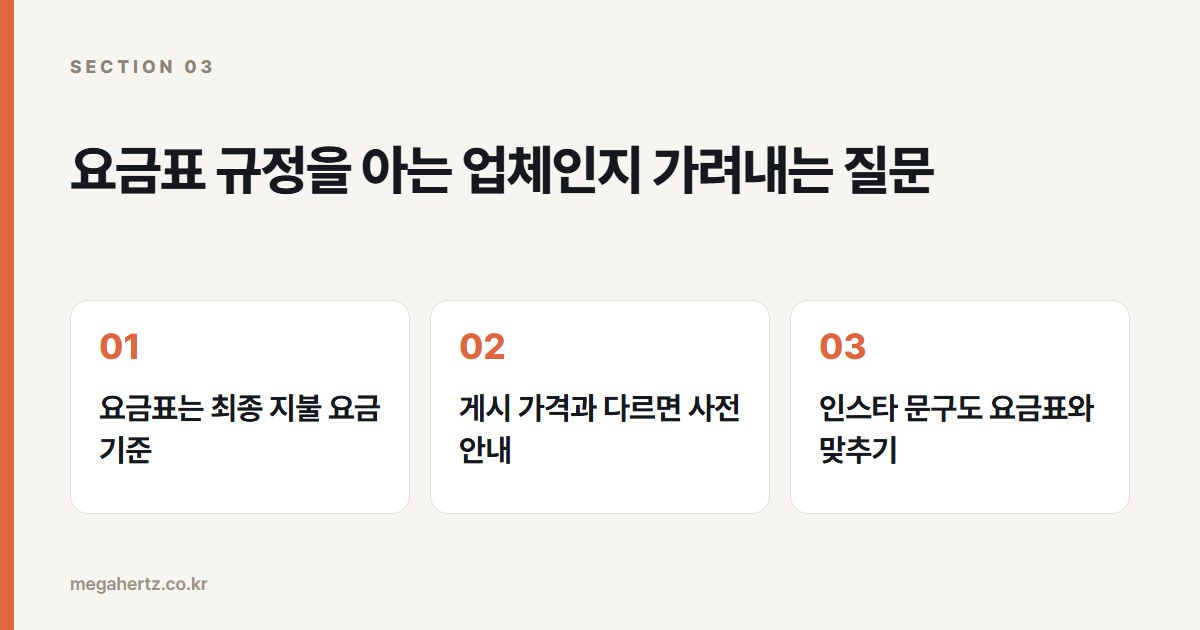 SECTION 03
요금표 규정을 아는 업체인지 가려내는 질문
01
요금표는 최종 지불 요금
기준
02
게시 가격과 다르면 사전
안내
03
인스타 문구도 요금표와
맞추기
megahertz.co.kr